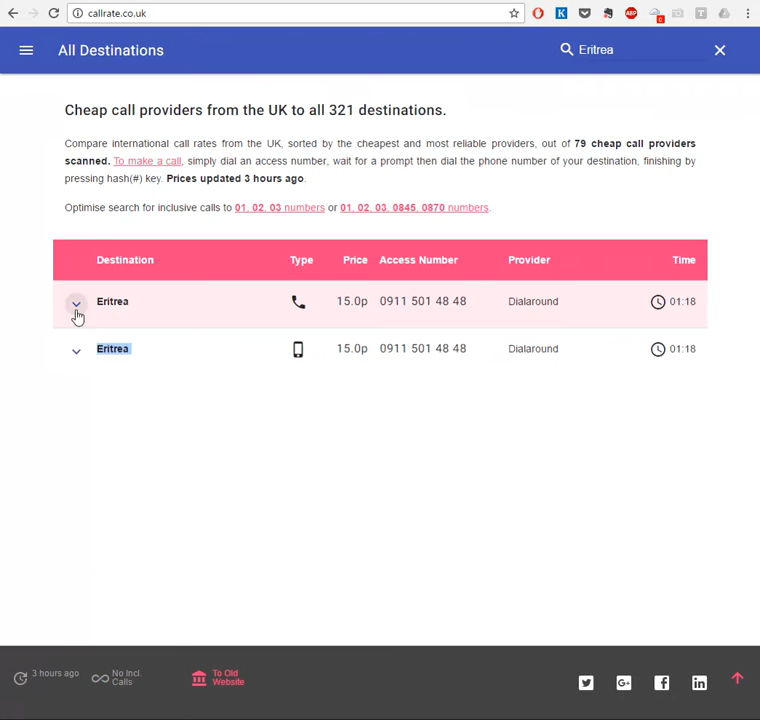 callrate.co.uk
All Destinations
Eritrea
Cheap call providers from the UK to all 321 destinations.
Compare international call rates from the UK, sorted by the cheapest and most reliable providers, out of 79 cheap call providers
scanned. To make a call, simply dial an access number, wait for a prompt then dial the phone number of your destination, finishing by
pressing hash(#) key. Prices updated 3 hours ago.
Optimise search for inclusive calls to 01, 02, 03 numbers or 01, 02, 03, 0845, 0870 numbers.
Destination Type Price Access Number Provider Time
Eritrea 15.0p 0911 501 48 48 Dialaround 01:18
Eritrea 15.0p 0911 501 48 48 Dialaround 01:18
3 hours ago
No Incl.
Calls
To Old
Website